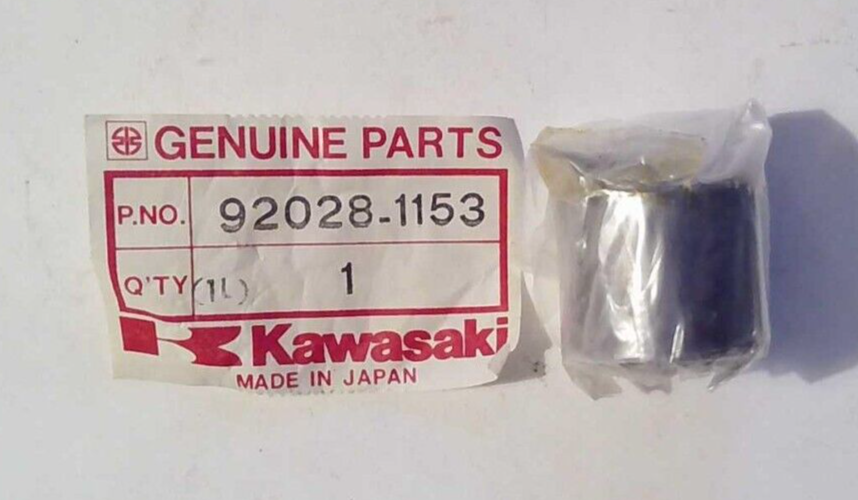 GENUINE PARTS
P.NO. 92028-1153
Q'TY (1L) 1
Kawasaki
MADE IN JAPAN